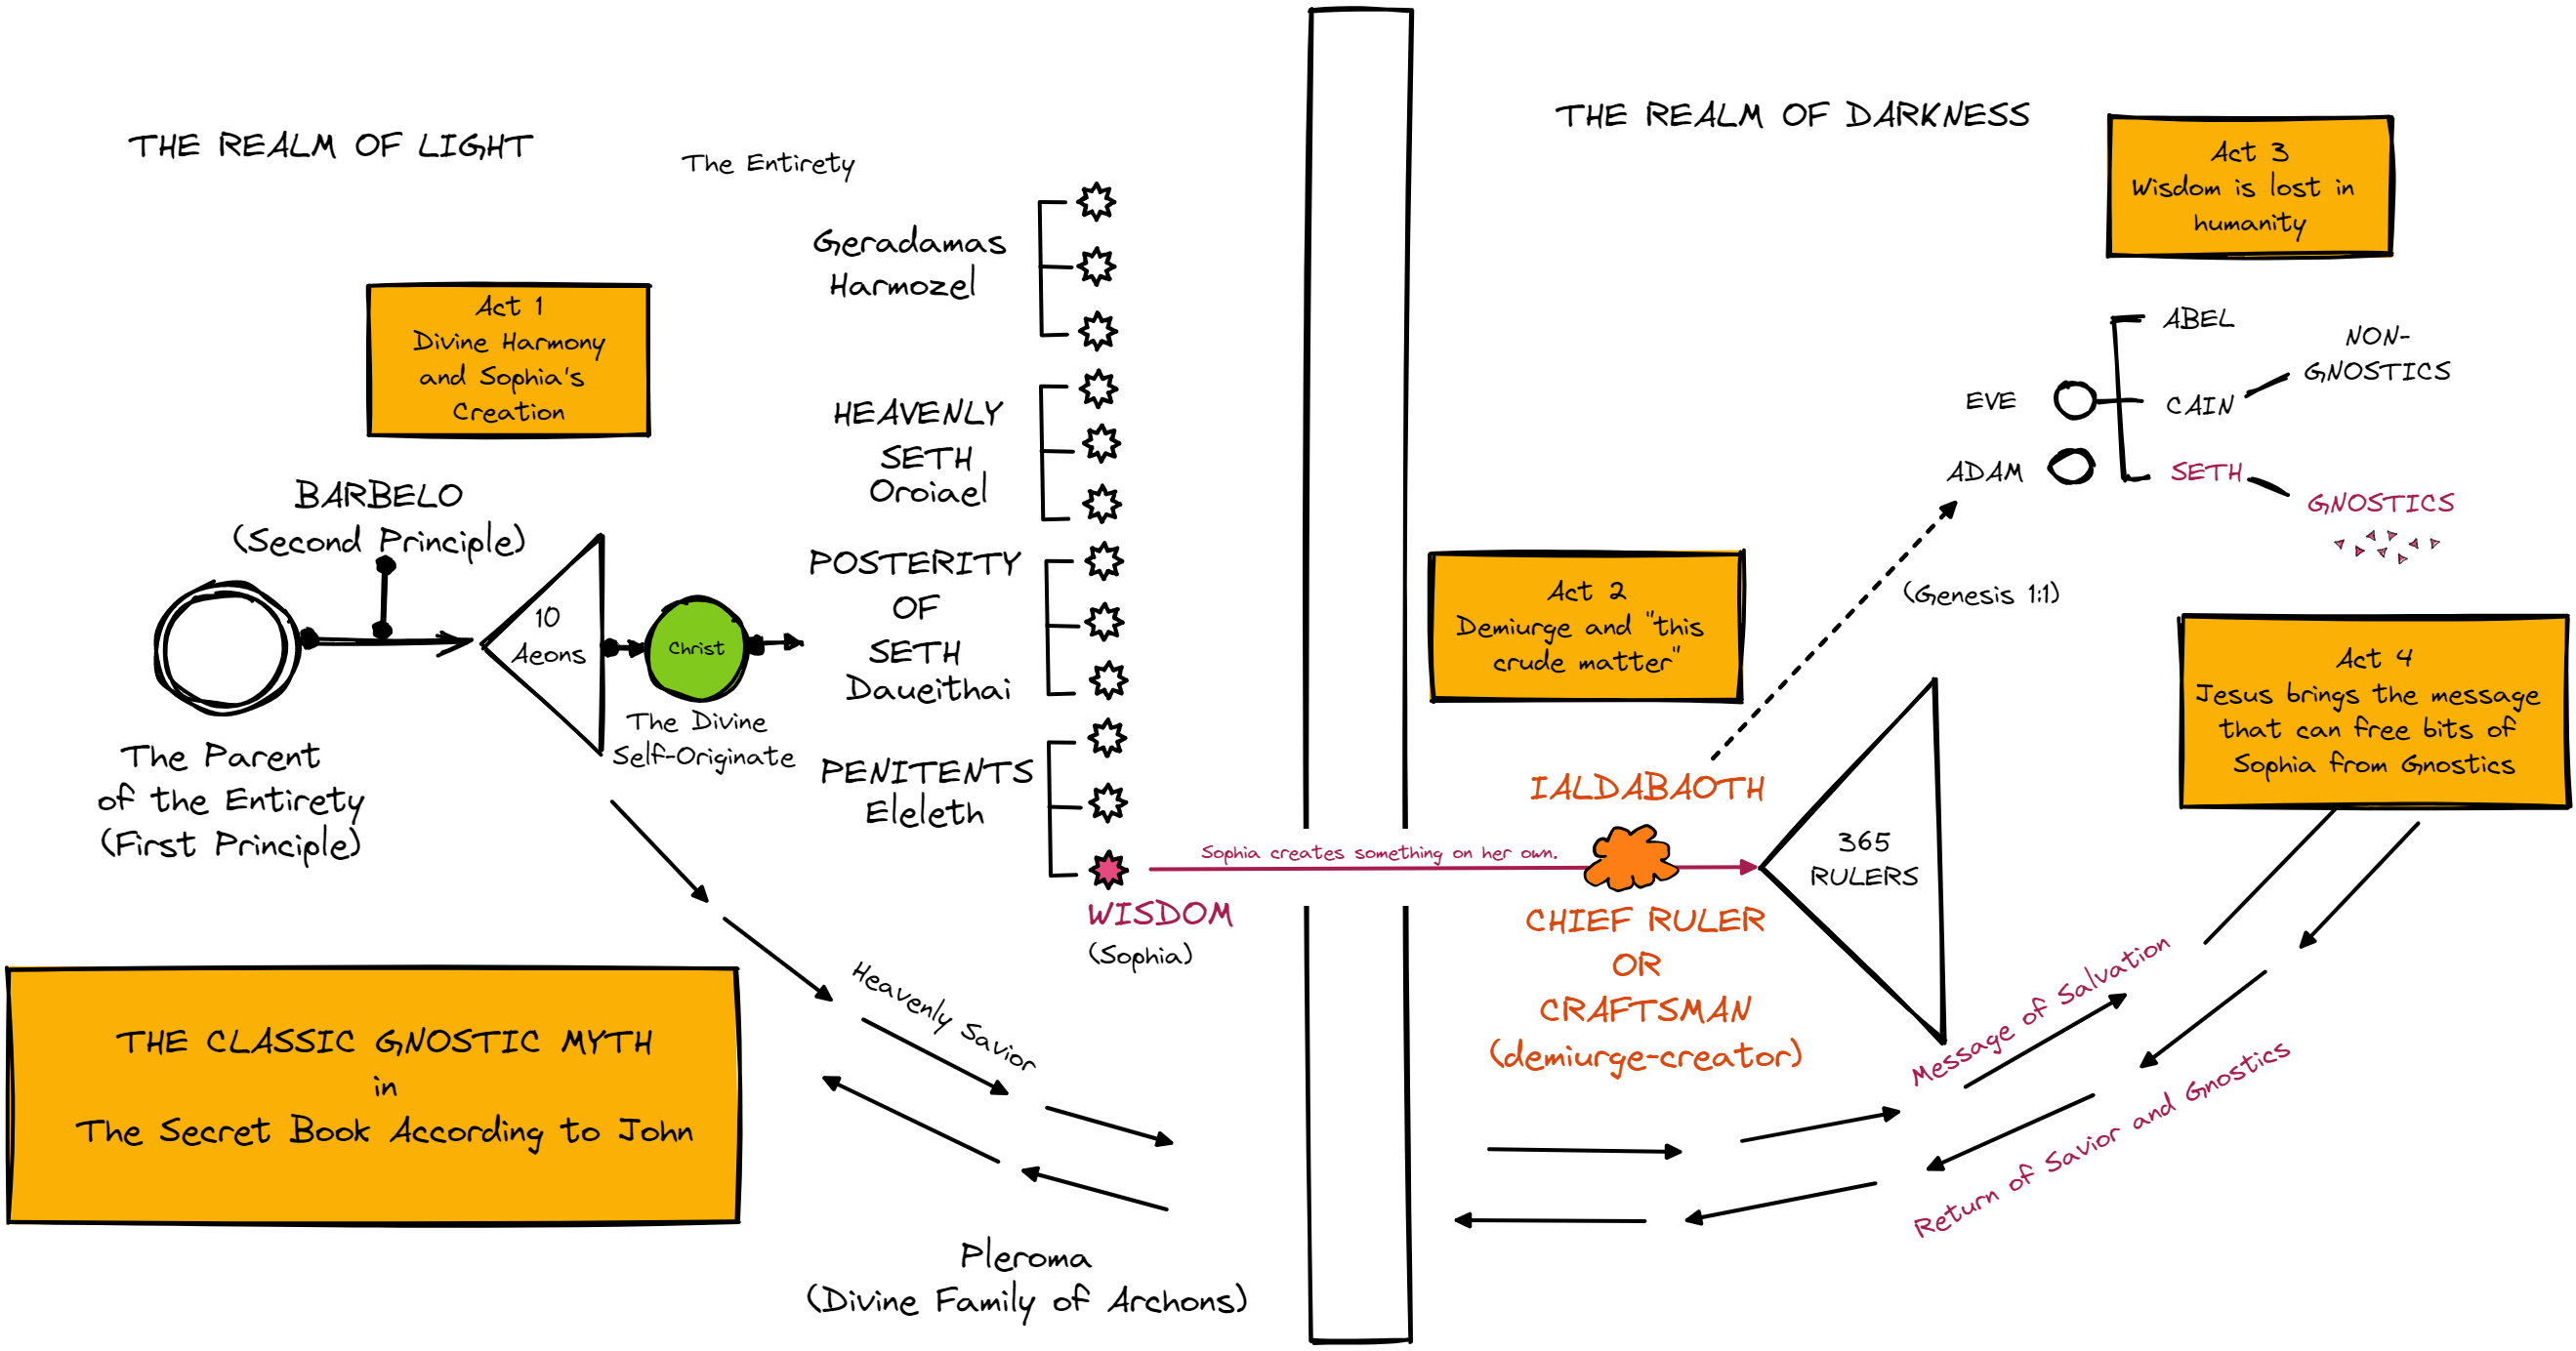 THE REALM OF LIGHT
The Entirety
Act 1
Divine Harmony
and Sophia's
Creation
BARBELO
(Second Principle)
10
Aeons
Christ
The Divine
Self-Originate
The Parent
of the Entirety
(First Principle)
Geradamas
Harmozel
HEAVENLY
SETH
Oroiael
POSTERITY
OF
SETH
Daueithai
PENITENTS
Eleleth
WISDOM
(Sophia)
Sophia creates something on her own.
Heavenly Savior
THE CLASSIC GNOSTIC MYTH
in
The Secret Book According to John
Pleroma
(Divine Family of Archons)
THE REALM OF DARKNESS
Act 3
Wisdom is lost in
humanity
ABEL
NON-
GNOSTICS
EVE
CAIN
ADAM
SETH
GNOSTICS
(Genesis 1:1)
Act 2
Demiurge and "this
crude matter"
Act 4
Jesus brings the message
that can free bits of
Sophia from Gnostics
IALDABAOTH
365
RULERS
CHIEF RULER
OR
CRAFTSMAN
(demiurge-creator)
Message of Salvation
Return of Savior and Gnostics